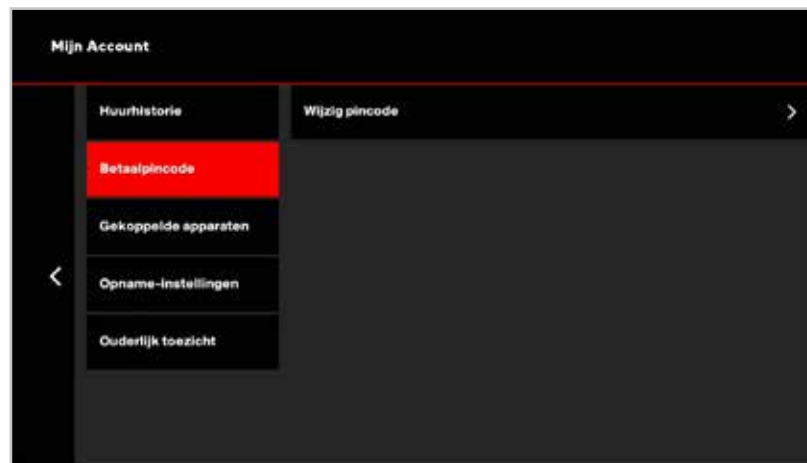 Mijn Account
Huurhistorie
Wijzig pincode
Betaalpincode
Gekoppelde apparaten
Opname-instellingen
Ouderlijk toezicht